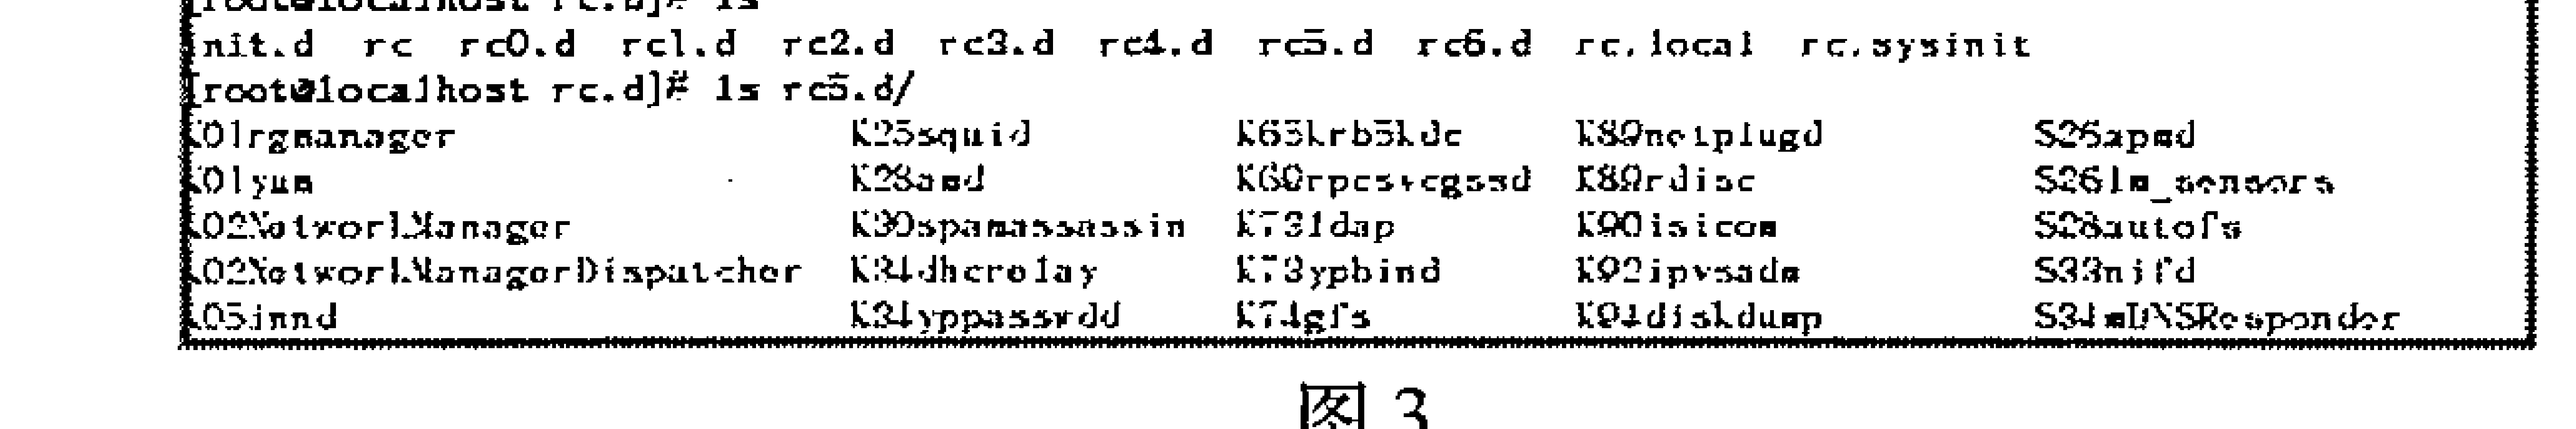 [root@localhost rc.d]# ls
init.d rc rc0.d rc1.d rc2.d rc3.d rc4.d rc5.d rc6.d rc.local rc.sysinit
[root@localhost rc.d]# ls rc5.d/
K01rgmanager K25squid K65krb5kdc K89netplugd S26apmd
K01yum K28amd K69rpcsvcgssd K89rdisc S26lm_sensors
K02NetworkManager K30spamassassin K73ldap K90isicom S28autofs
K02NetworkManagerDispatcher K34dhcrelay K73ypbind K92ipvsadm S33nifd
K05innd K34yppasswdd K74gfs K94diskdump S34mDNSResponder
图 3